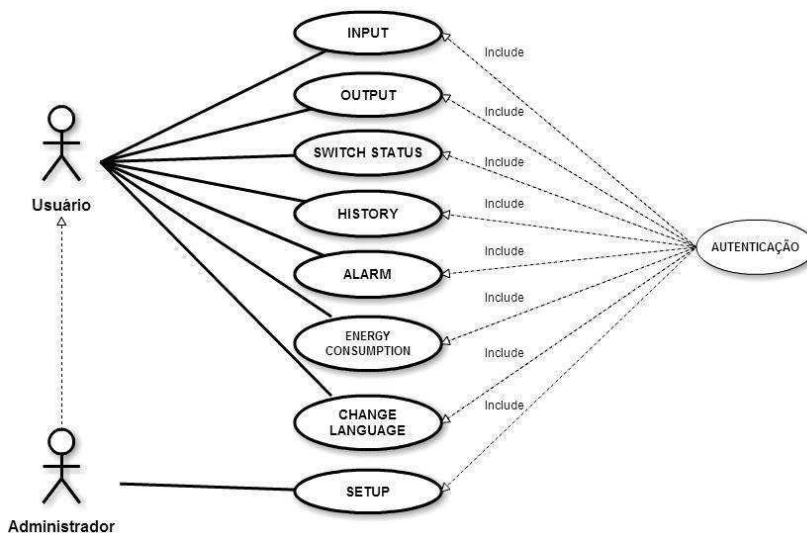 INPUT
Include
OUTPUT
Include
SWITCH STATUS
Include
Usuário
HISTORY
Include
AUTENTICAÇÃO
ALARM
Include
ENERGY
CONSUMPTION
Include
CHANGE
LANGUAGE
Include
Include
SETUP
Administrador